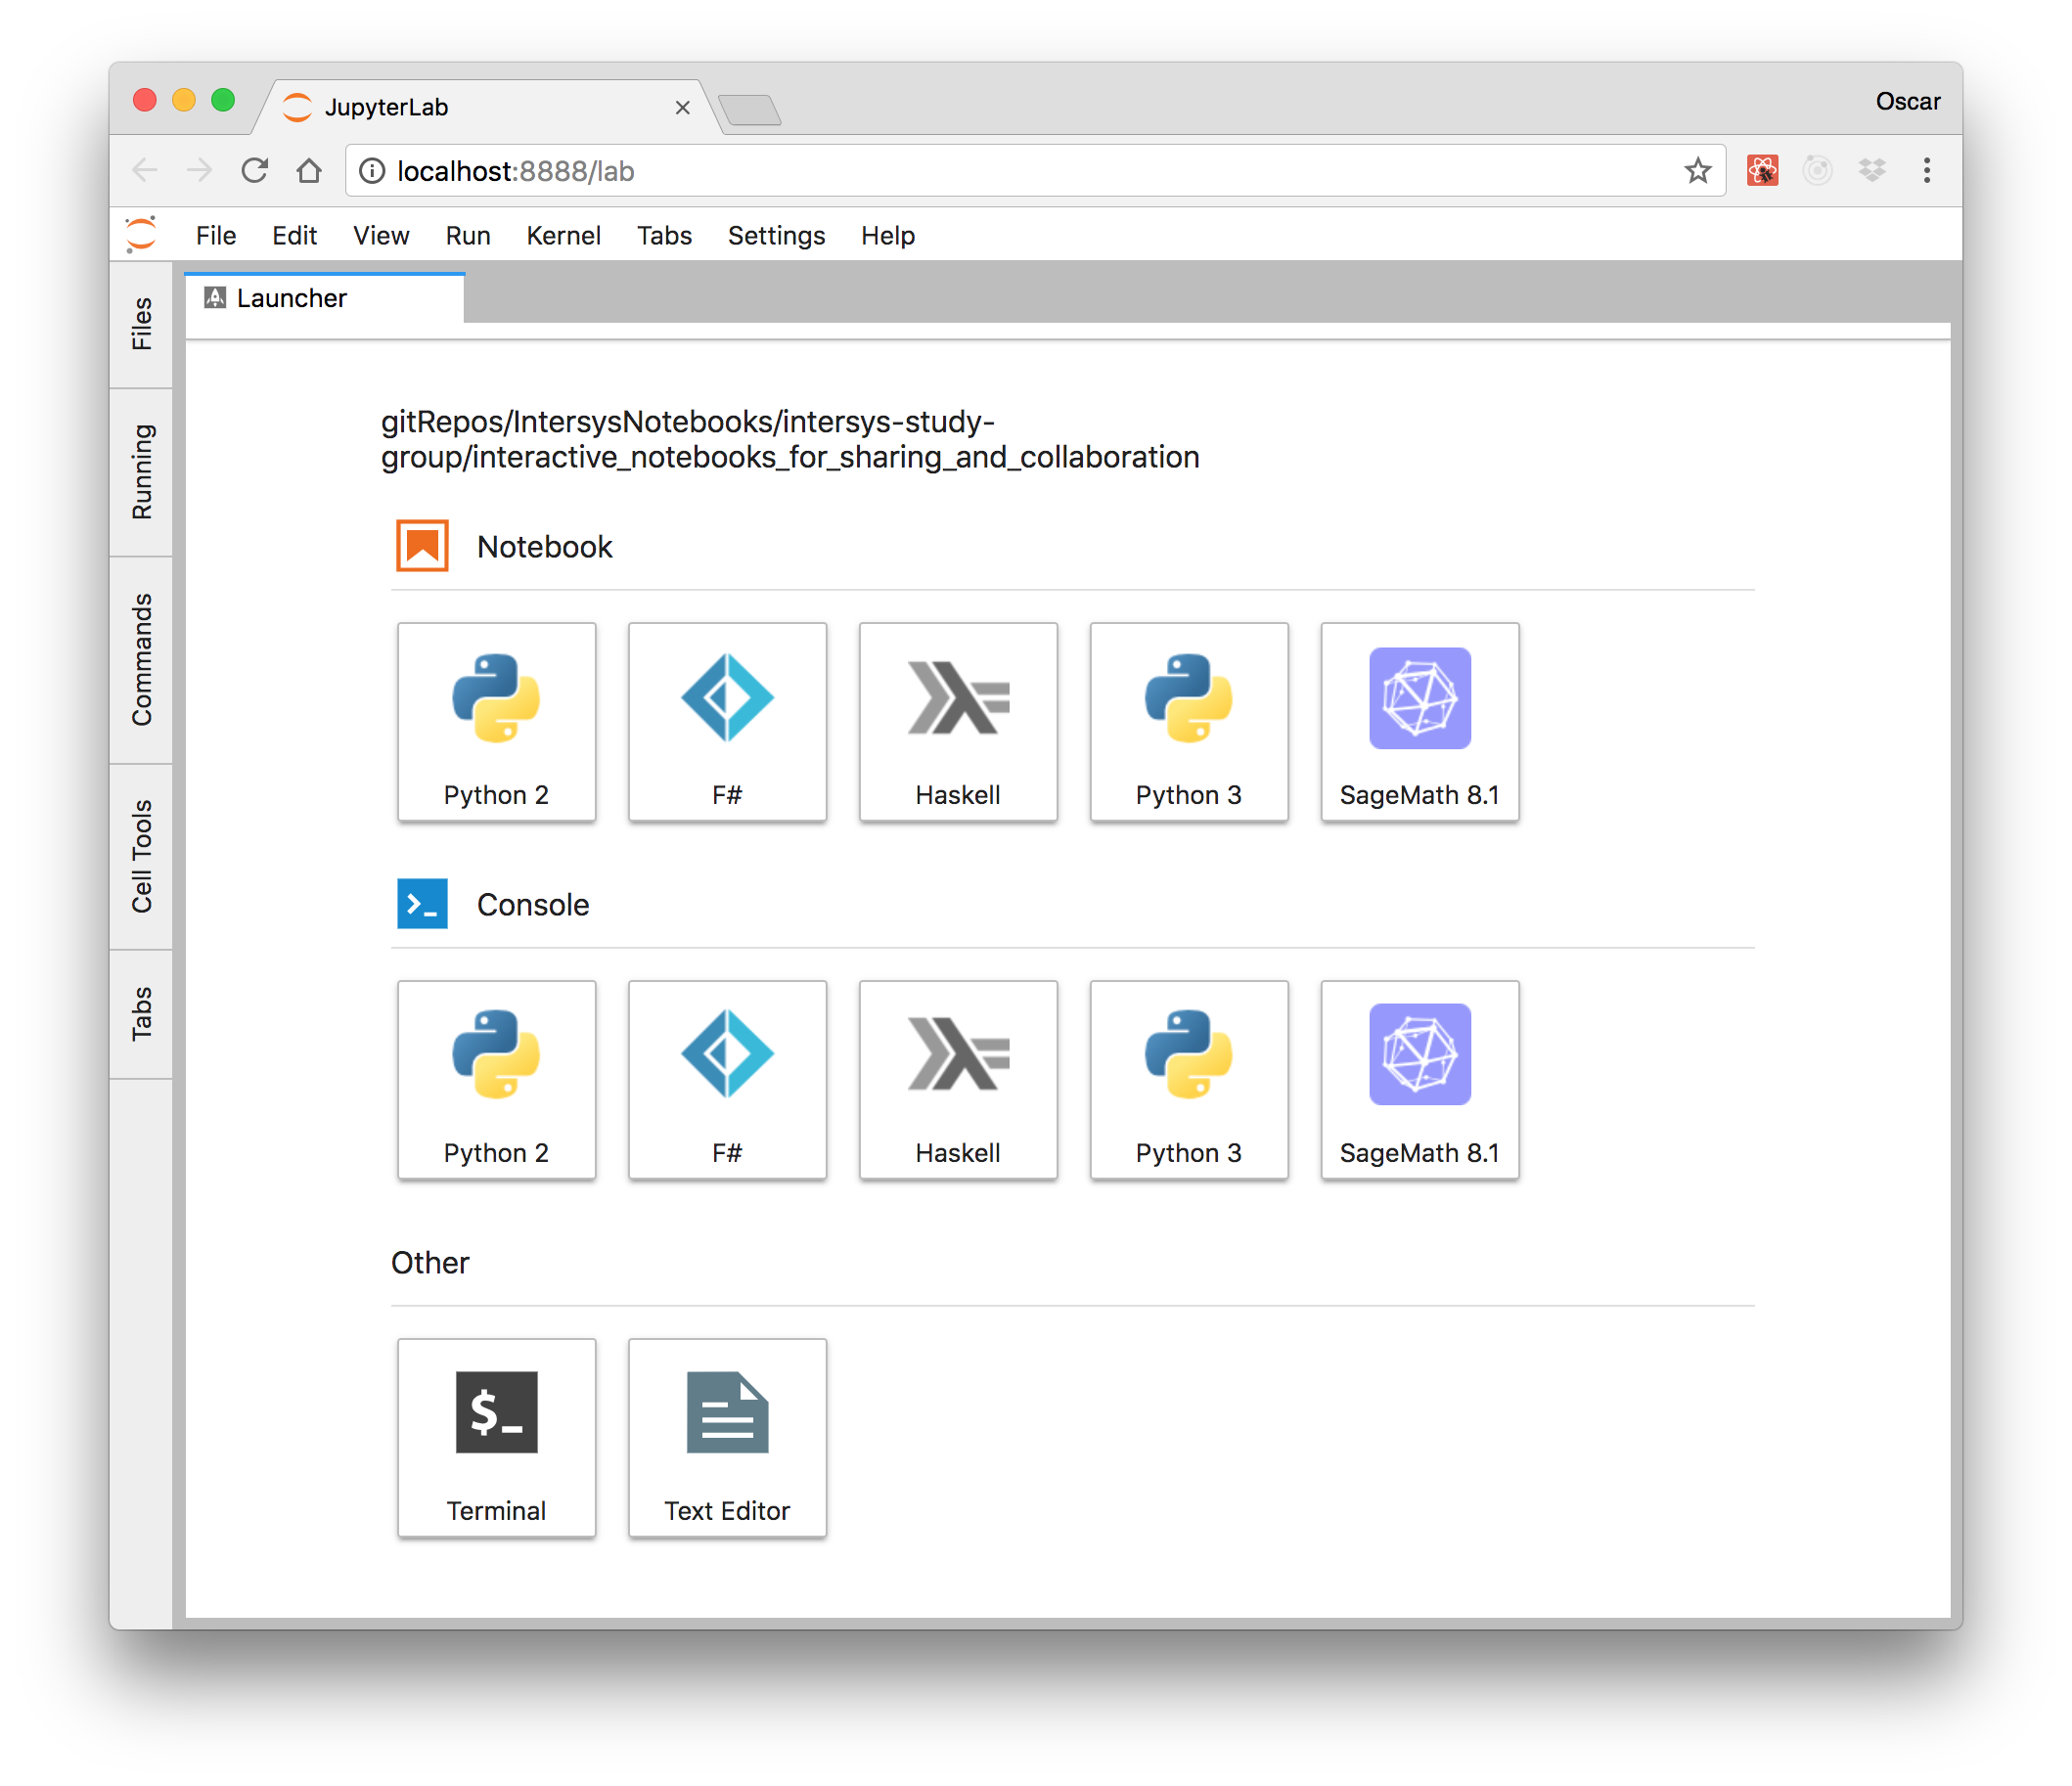 JupyterLab
Oscar
localhost:8888/lab
File Edit View Run Kernel Tabs Settings Help
Launcher
Files
Running
Commands
Cell Tools
Tabs
gitRepos/IntersysNotebooks/intersys-study-
group/interactive_notebooks_for_sharing_and_collaboration
Notebook
Python 2 F# Haskell Python 3 SageMath 8.1
Console
Python 2 F# Haskell Python 3 SageMath 8.1
Other
$_
Terminal Text Editor